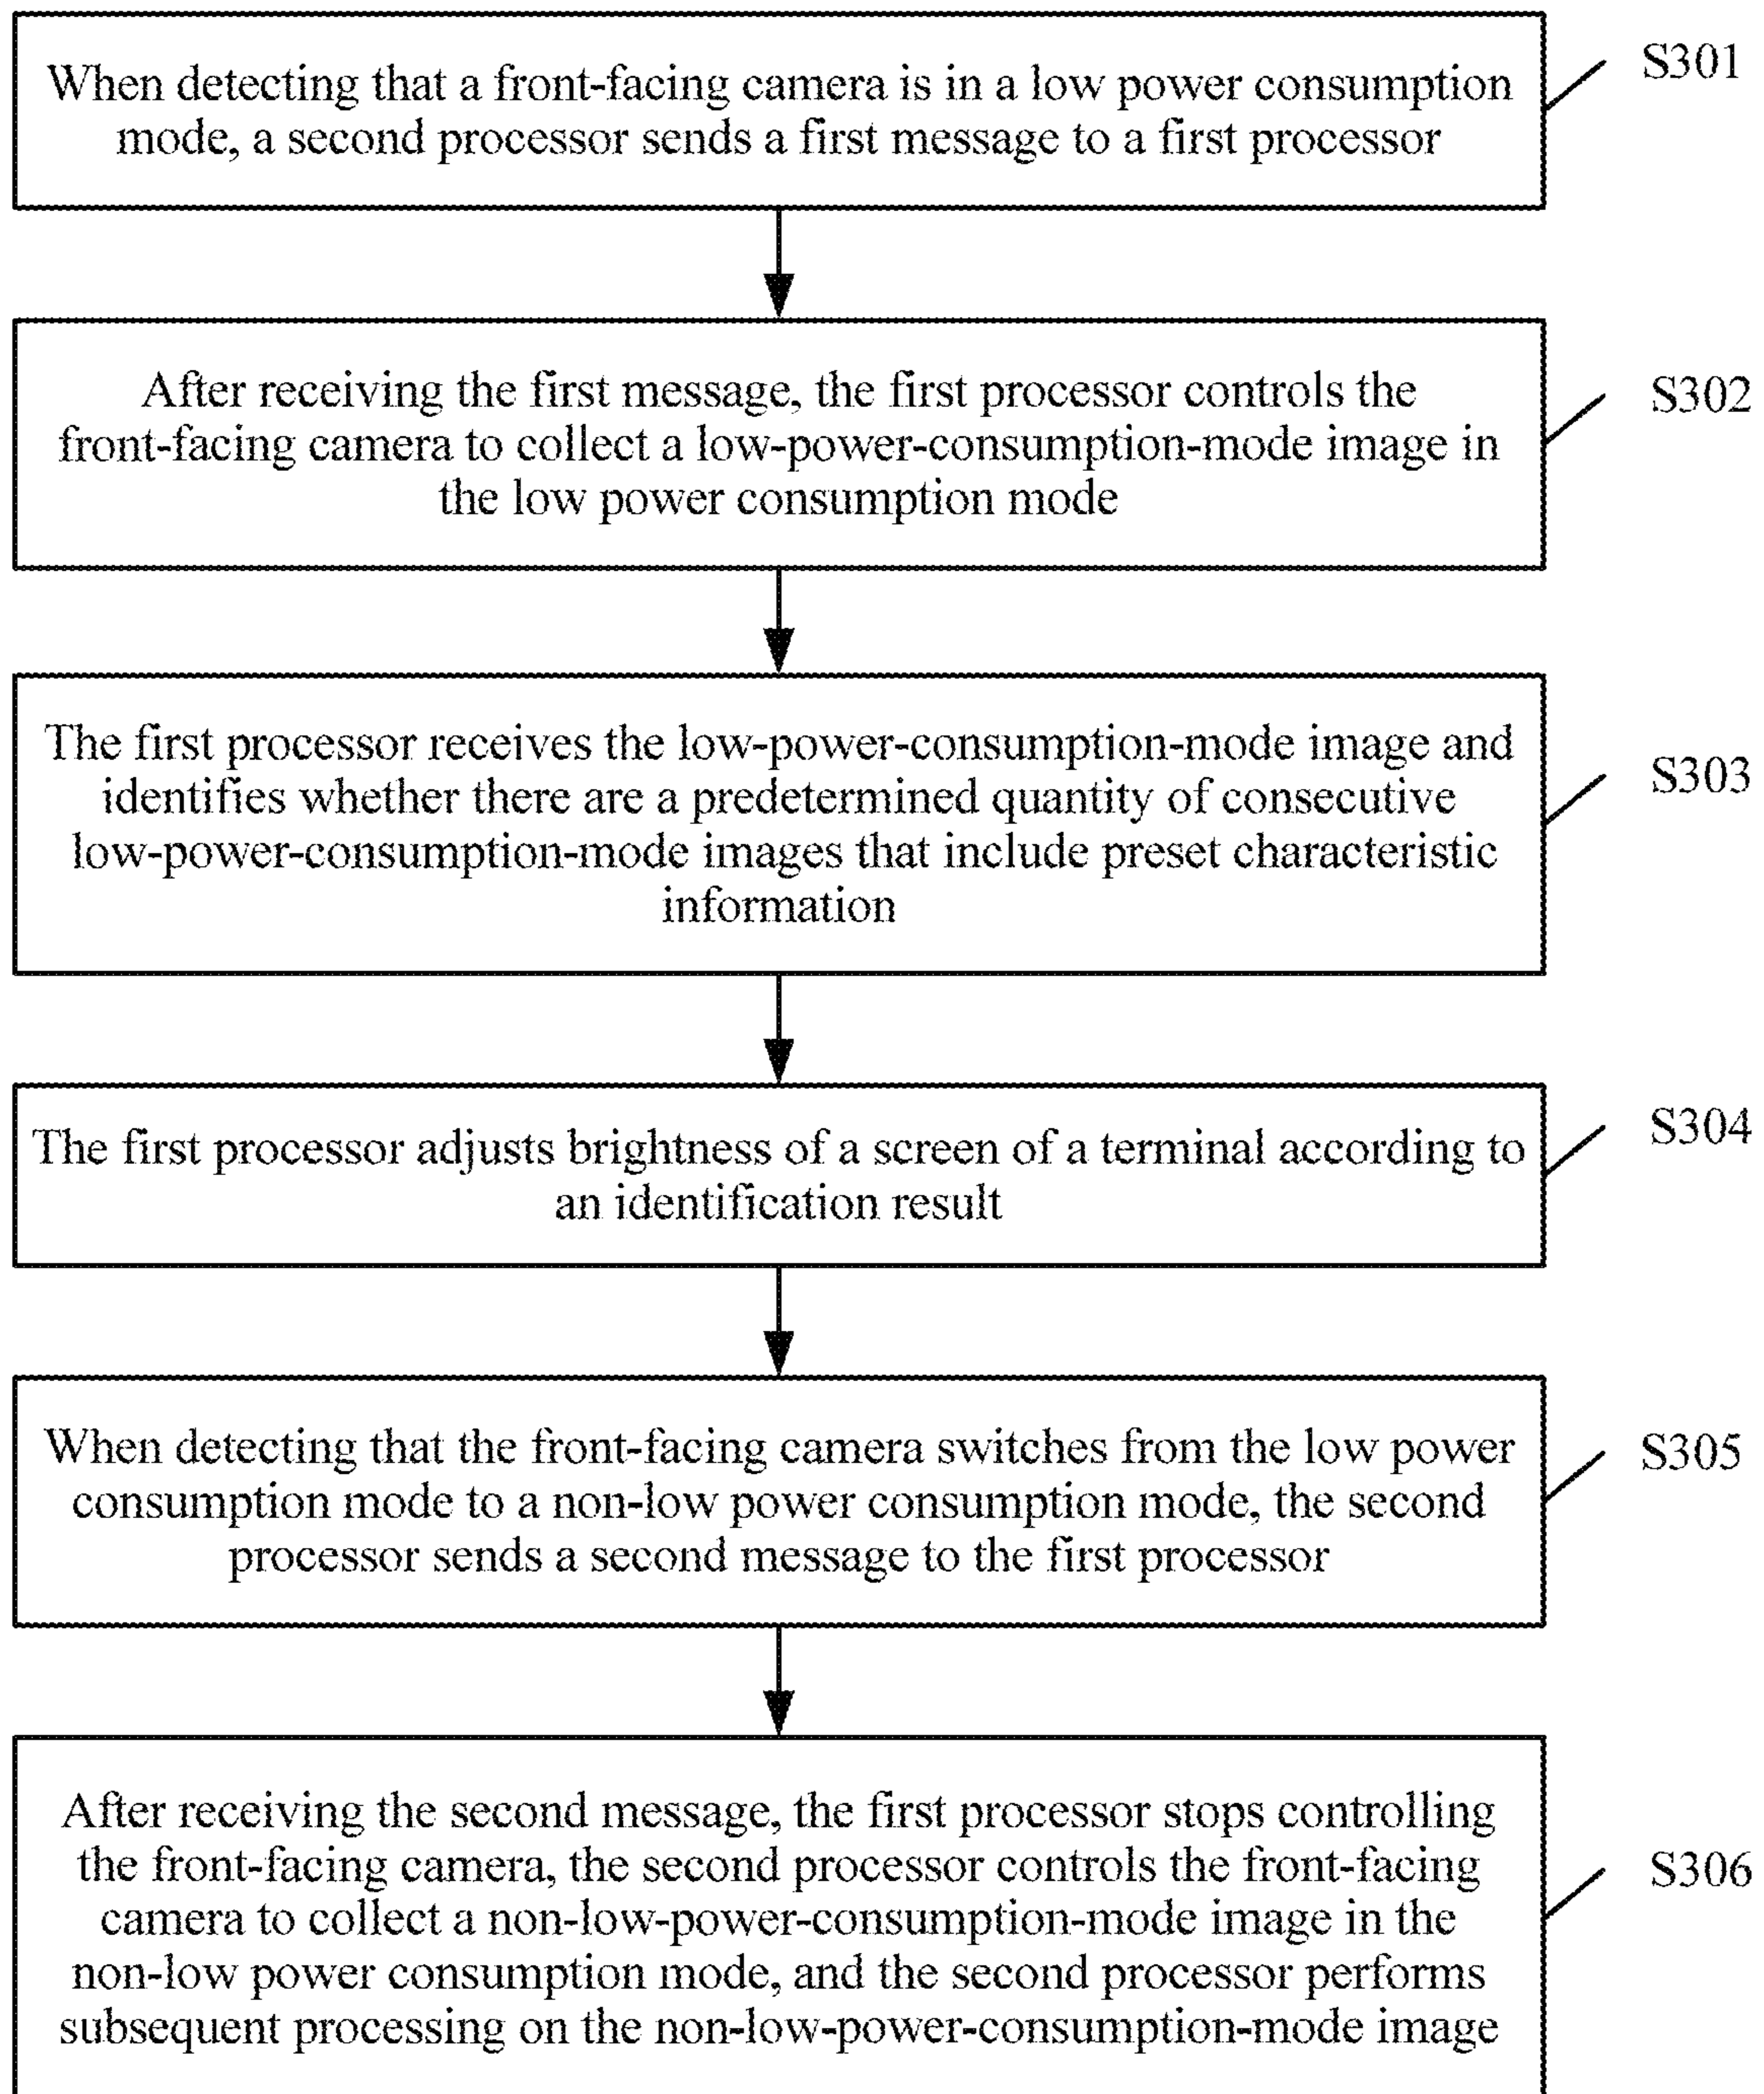 When detecting that a front-facing camera is in a low power consumption
mode, a second processor sends a first message to a first processor
S301
After receiving the first message, the first processor controls the
front-facing camera to collect a low-power-consumption-mode image in
the low power consumption mode
S302
The first processor receives the low-power-consumption-mode image and
identifies whether there are a predetermined quantity of consecutive
low-power-consumption-mode images that include preset characteristic
information
S303
The first processor adjusts brightness of a screen of a terminal according to
an identification result
S304
When detecting that the front-facing camera switches from the low power
consumption mode to a non-low power consumption mode, the second
processor sends a second message to the first processor
S305
After receiving the second message, the first processor stops controlling
the front-facing camera, the second processor controls the front-facing
camera to collect a non-low-power-consumption-mode image in the
non-low power consumption mode, and the second processor performs
subsequent processing on the non-low-power-consumption-mode image
S306